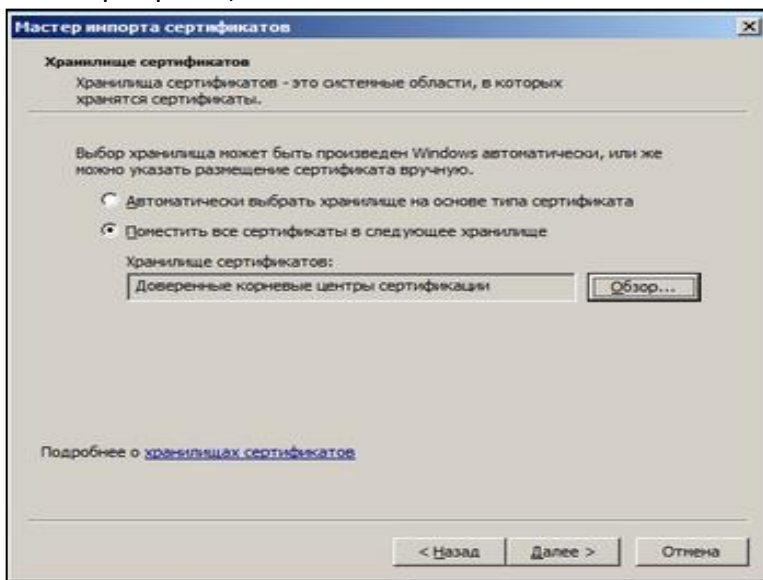 Мастер импорта сертификатов
Хранилище сертификатов
Хранилища сертификатов - это системные области, в которых
хранятся сертификаты.
Выбор хранилища может быть произведен Windows автоматически, или же
можно указать размещение сертификата вручную.
Автоматически выбрать хранилище на основе типа сертификата
Поместить все сертификаты в следующее хранилище
Хранилище сертификатов:
Доверенные корневые центры сертификации
Обзор...
Подробнее о хранилищах сертификатов
< Назад
Далее >
Отмена